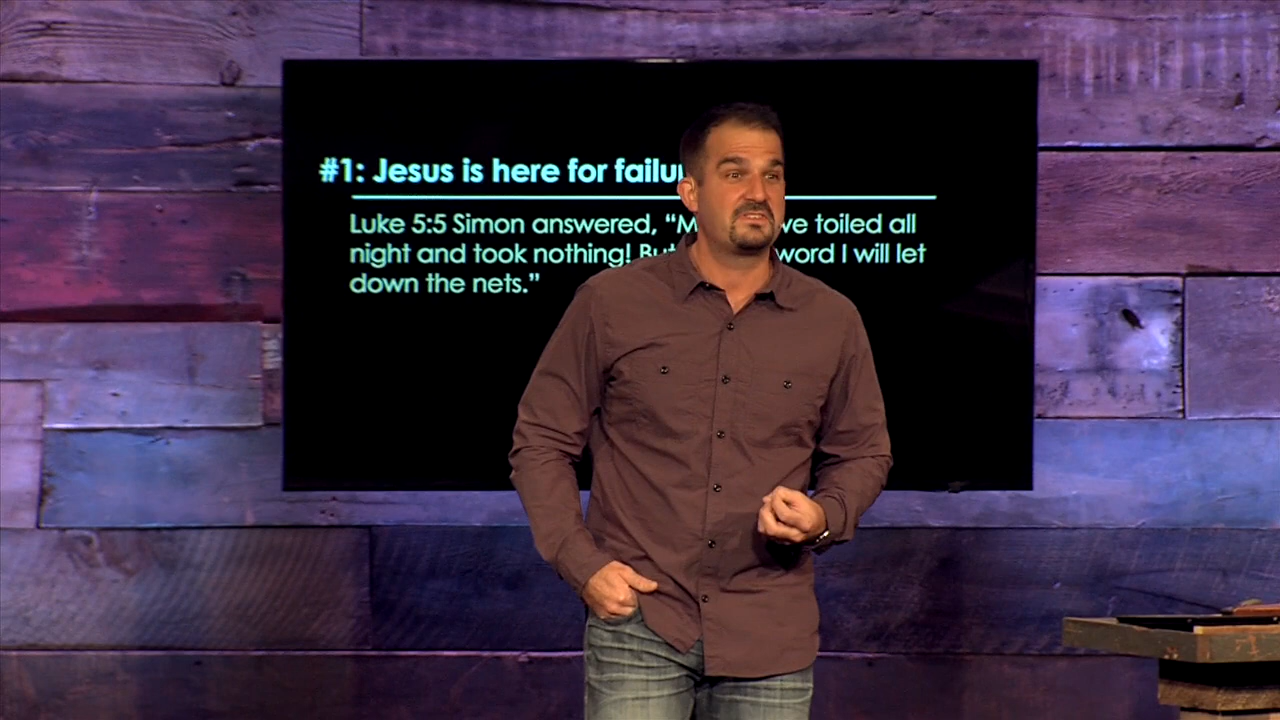 #1: Jesus is here for
Luke 5:5 Simon answered, “ toiled all
night and took nothing! word I will let
down the nets.”